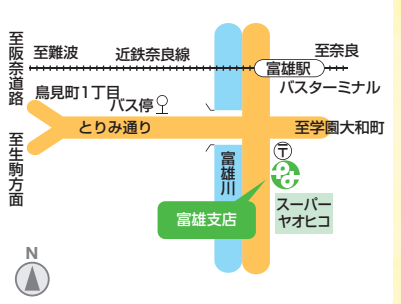 至阪奈道路
至難波
近鉄奈良線
至奈良
富雄駅
バスターミナル
鳥見町1丁目
バス停
とりみ通り
至学園大和町
至生駒方面
富雄川
〒
富雄支店
スーパー
ヤオヒコ
N